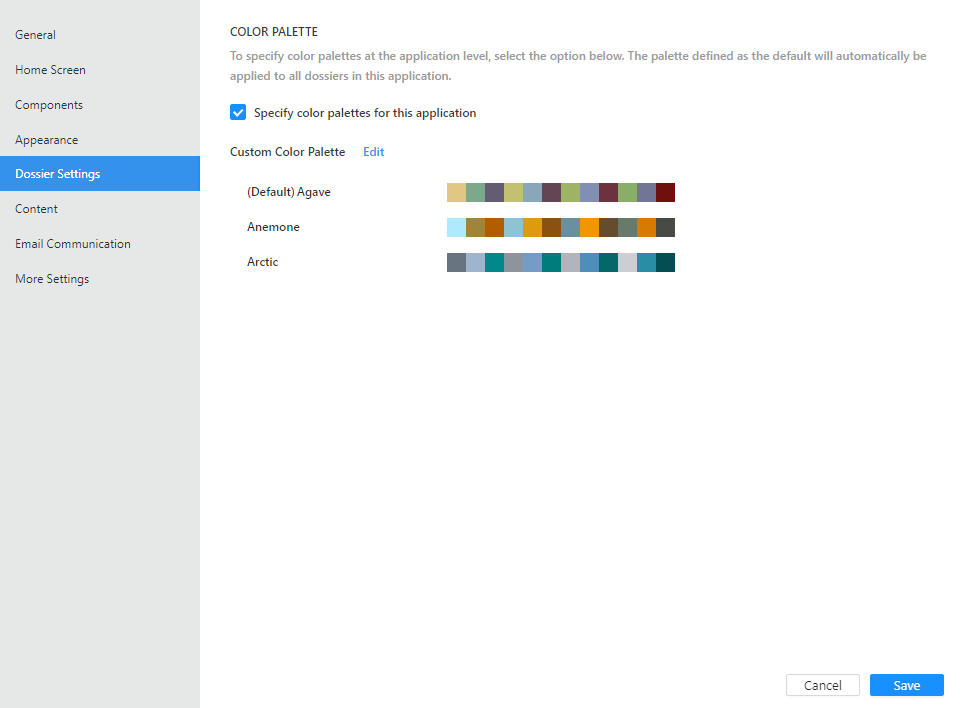 General
Home Screen
Components
Appearance
Dossier Settings
Content
Email Communication
More Settings
COLOR PALETTE
To specify color palettes at the application level, select the option below. The palette defined as the default will automatically be
applied to all dossiers in this application.
Specify color palettes for this application
Custom Color Palette Edit
(Default) Agave
Anemone
Arctic
Cancel Save